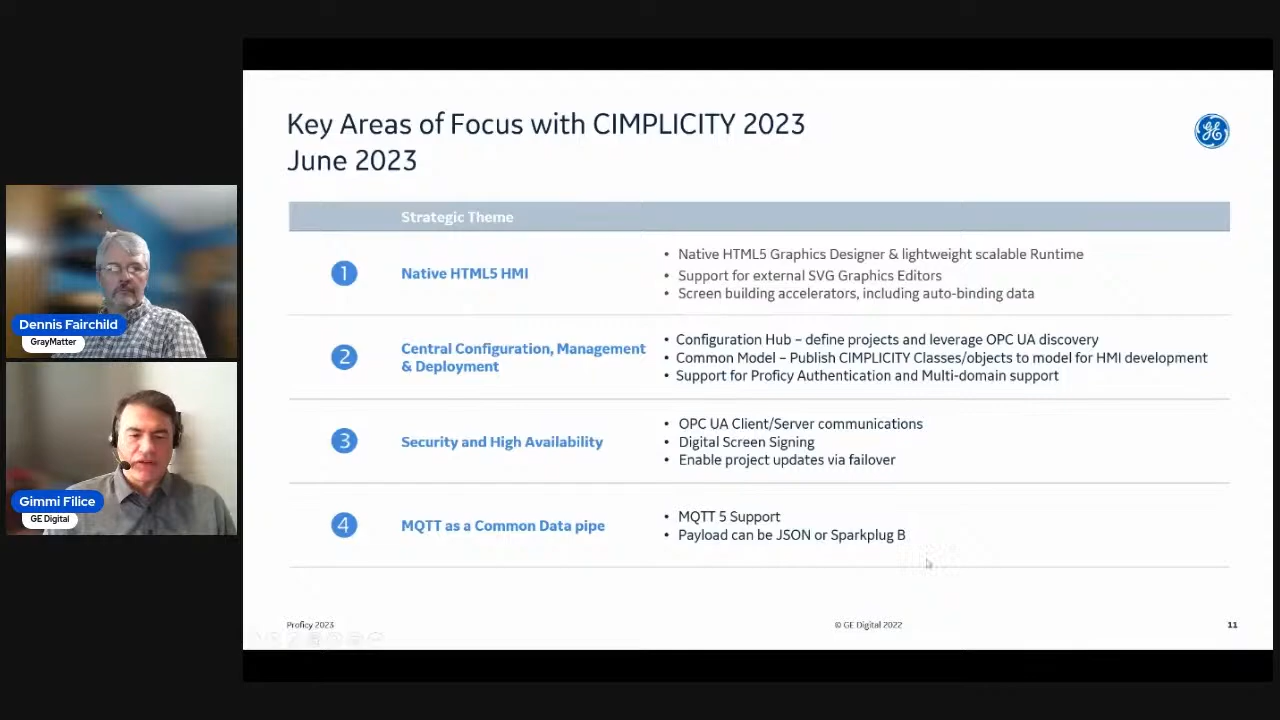 Key Areas of Focus with CIMPLICITY 2023
June 2023
GE
Strategic Theme
1
Native HTML5 HMI
• Native HTML5 Graphics Designer & lightweight scalable Runtime
• Support for external SVG Graphics Editors
• Screen building accelerators, including auto-binding data
2
Central Configuration, Management
& Deployment
• Configuration Hub – define projects and leverage OPC UA discovery
• Common Model – Publish CIMPLICITY Classes/objects to model for HMI development
• Support for Proficy Authentication and Multi-domain support
3
Security and High Availability
• OPC UA Client/Server communications
• Digital Screen Signing
• Enable project updates via failover
4
MQTT as a Common Data pipe
• MQTT 5 Support
• Payload can be JSON or Sparkplug B
Proficy 2023
© GE Digital 2022
11
Dennis Fairchild
GrayMatter
Gimmi Filice
GE Digital